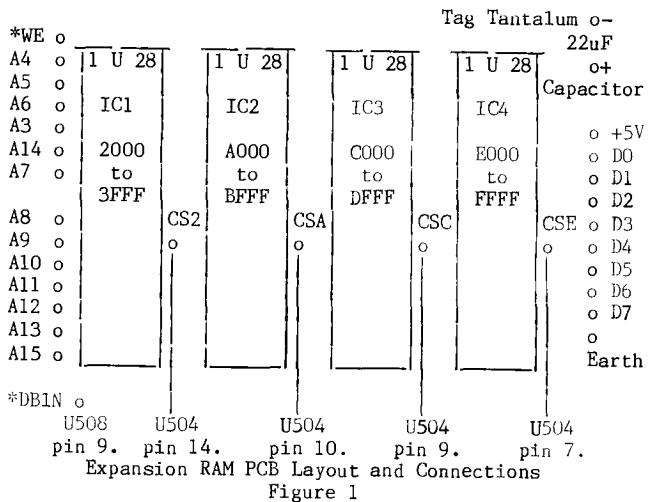 Tag Tantalum o-
*WE o 22uF
A4 o 1 U 28 1 U 28 1 U 28 1 U 28 o+
A5 o Capacitor
A6 o IC1 IC2 IC3 IC4
A3 o o +5V
A14 o 2000 A000 C000 E000 o D0
A7 o to to to to o D1
3FFF BFFF DFFF FFFF o D2
A8 o CS2 CSA CSC CSE o D3
A9 o o o o o o D4
A10 o o D5
A11 o o D6
A12 o o D7
A13 o o
A15 o Earth
*DB1N o
U508 U504 U504 U504 U504
pin 9. pin 14. pin 10. pin 9. pin 7.
Expansion RAM PCB Layout and Connections
Figure 1